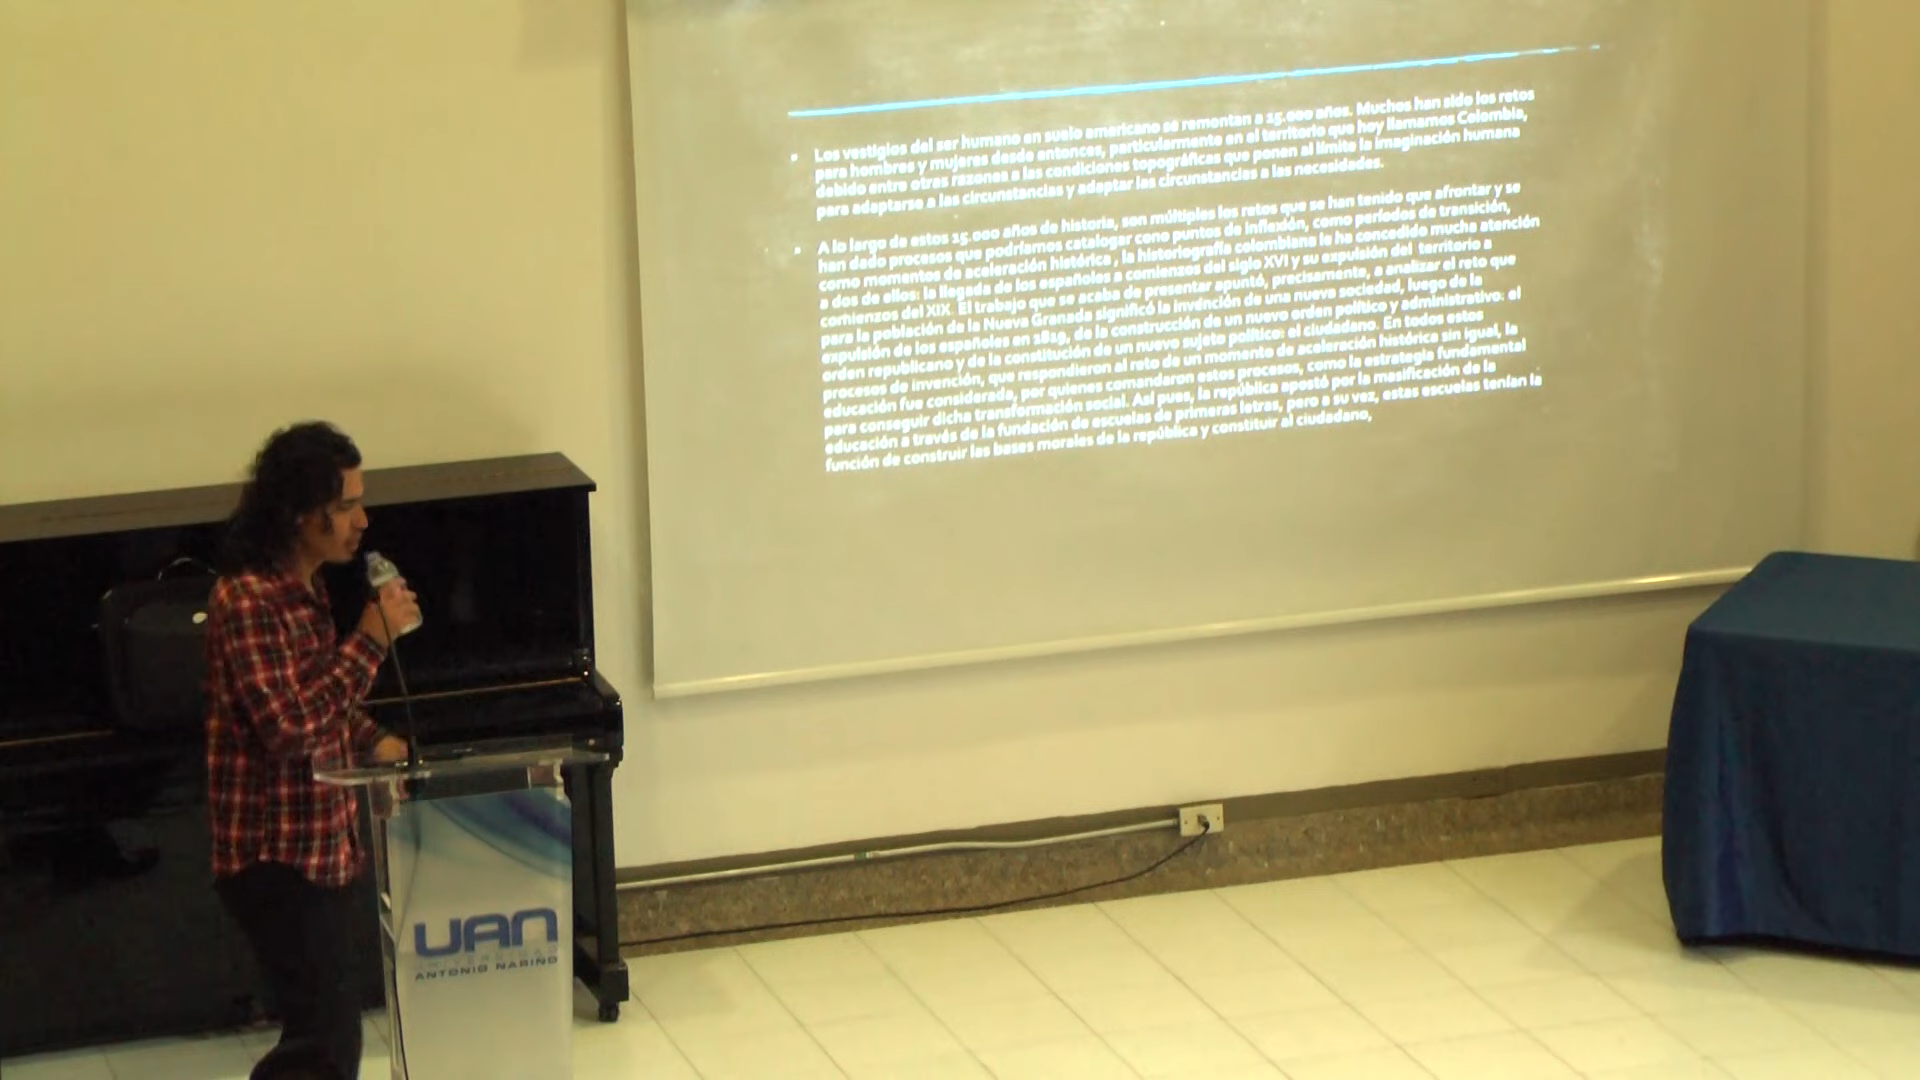 Los vestigios del ser humano en suelo americano se remontan a 15.000 años. Muchos han sido los retos
para hombres y mujeres desde entonces, particularmente en el territorio que hoy llamamos Colombia,
debido entre otras razones a las condiciones topográficas que ponen al límite la imaginación humana
para adaptarse a las circunstancias y adaptar las circunstancias a las necesidades.
A lo largo de estos 15.000 años de historia, son múltiples los retos que se han tenido que afrontar y se
han dado procesos que podríamos catalogar cono puntos de inflexión, como períodos de transición,
como momentos de aceleración histórica , la historiografía colombiana le ha concedido mucha atención
a dos de ellos: la llegada de los españoles a comienzos del siglo XVI y su expulsión del territorio a
comienzos del XIX. El trabajo que se acaba de presentar apuntó, precisamente, a analizar el reto que
para la población de la Nueva Granada significó la invención de una nueva sociedad, luego de la
expulsión de los españoles en 1819, de la construcción de un nuevo orden político y administrativo: el
orden republicano y de la constitución de un nuevo sujeto político: el ciudadano. En todos estos
procesos de invención, que respondieron al reto de un momento de aceleración histórica sin igual, la
educación fue considerada, por quienes comandaron estos procesos, como la estrategia fundamental
para conseguir dicha transformación social. Así pues, la república apostó por la masificación de la
educación a través de la fundación de escuelas de primeras letras, pero a su vez, estas escuelas tenían la
función de construir las bases morales de la república y constituir al ciudadano,
UAN
UNIVERSIDAD
ANTONIO NARIÑO